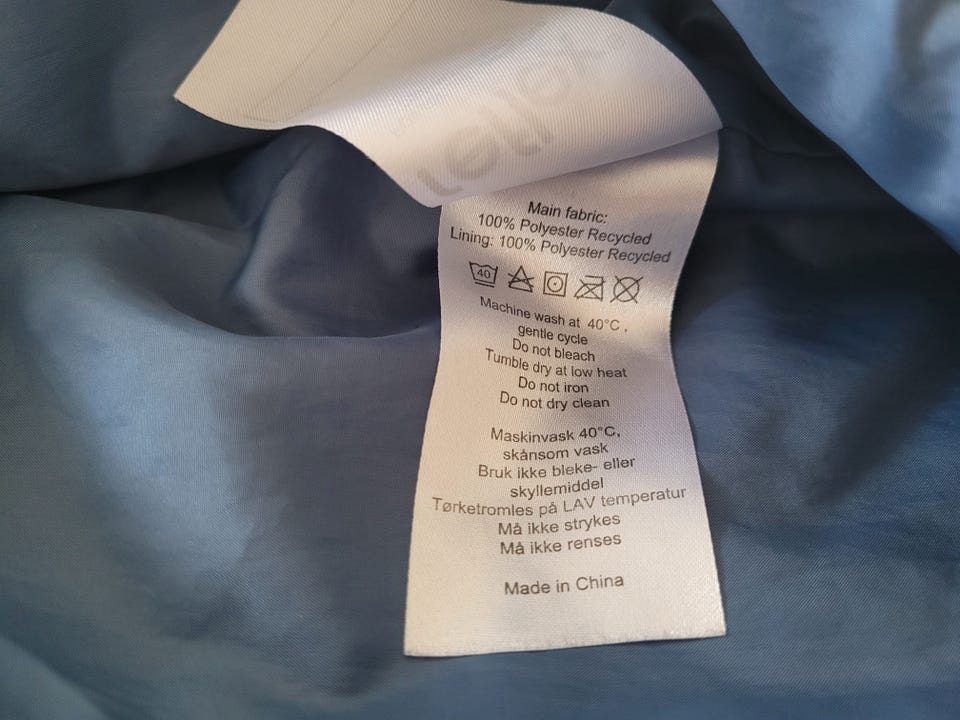 Main fabric:
100% Polyester Recycled
Lining: 100% Polyester Recycled
40
Machine wash at 40°C ,
gentle cycle
Do not bleach
Tumble dry at low heat
Do not iron
Do not dry clean
Maskinvask 40°C,
skånsom vask
Bruk ikke bleke- eller
skyllemiddel
Tørketromles på LAV temperatur
Må ikke strykes
Må ikke renses
Made in China